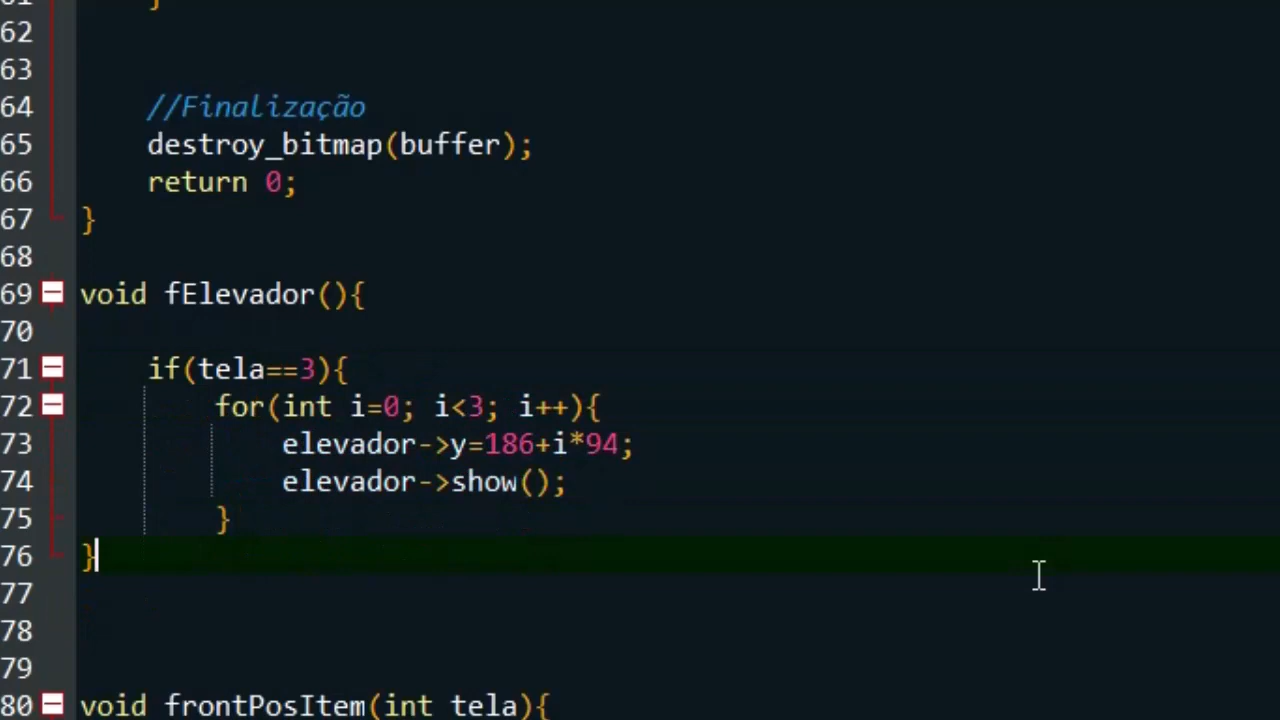 61 }
62
63
64 //Finalização
65 destroy_bitmap(buffer);
66 return 0;
67 }
68
69 void fElevador(){
70
71 if(tela==3){
72 for(int i=0; i<3; i++){
73 elevador->y=186+i*94;
74 elevador->show();
75 }
76 }
77
78
79
80 void frontPosItem(int tela){